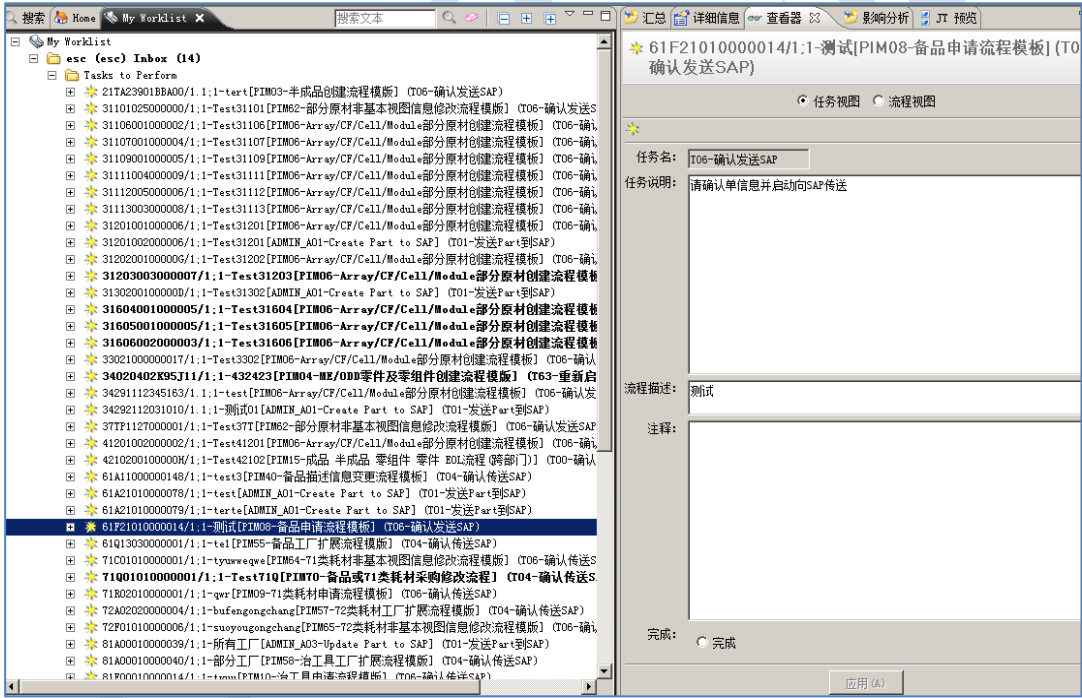 搜索 Home My Worklist 搜索文本
My Worklist
esc (esc) Inbox (14)
Tasks to Perform
21TA23901BBA00/1.1;1-tert[PIM03-半成品创建流程模版] (T06-确认发送SAP)
31101025000000/1;1-Test31101[PIM62-部分原材非基本视图信息修改流程模版] (T06-确认发送S
31106001000002/1;1-Test31106[PIM06-Array/CF/Cell/Module部分原材创建流程模板] (T06-确认
31107001000004/1;1-Test31107[PIM06-Array/CF/Cell/Module部分原材创建流程模板] (T06-确认
31109001000005/1;1-Test31109[PIM06-Array/CF/Cell/Module部分原材创建流程模板] (T06-确认
31111004000009/1;1-Test31111[PIM06-Array/CF/Cell/Module部分原材创建流程模板] (T06-确认
31112005000006/1;1-Test31112[PIM06-Array/CF/Cell/Module部分原材创建流程模板] (T06-确认
31113003000008/1;1-Test31113[PIM06-Array/CF/Cell/Module部分原材创建流程模板] (T06-确认
31201001000006/1;1-Test31201[PIM06-Array/CF/Cell/Module部分原材创建流程模板] (T06-确认
31201002000006/1;1-Test31201[ADMIN_A01-Create Part to SAP] (T01-发送Part到SAP)
31202001000006/1;1-Test31202[PIM06-Array/CF/Cell/Module部分原材创建流程模板] (T06-确认
31203003000007/1;1-Test31203[PIM06-Array/CF/Cell/Module部分原材创建流程模板
3130200100000D/1;1-Test31302[ADMIN_A01-Create Part to SAP] (T01-发送Part到SAP)
31604001000005/1;1-Test31604[PIM06-Array/CF/Cell/Module部分原材创建流程模板
31605001000005/1;1-Test31605[PIM06-Array/CF/Cell/Module部分原材创建流程模板
31606002000003/1;1-Test31606[PIM06-Array/CF/Cell/Module部分原材创建流程模板
33021000000017/1;1-Test3302[PIM06-Array/CF/Cell/Module部分原材创建流程模板] (T06-确认
34020402K95J11/1;1-432423[PIM04-ME/ODD零件及零组件创建流程模版] (T63-重新启
34291112345163/1.1;1-test[PIM06-Array/CF/Cell/Module部分原材创建流程模板] (T06-确认发
34292112031010/1.1;1-测试01[ADMIN_A01-Create Part to SAP] (T01-发送Part到SAP)
37TP1127000001/1;1-Test37T[PIM62-部分原材非基本视图信息修改流程模版] (T06-确认发送SAP
41201002000002/1;1-Test41201[PIM06-Array/CF/Cell/Module部分原材创建流程模板] (T06-确认
4210200100000H/1;1-Test42102[PIM15-成品 半成品 零组件 零件 EOL流程(跨部门)] (T00-确认
61A11000000148/1;1-test3[PIM40-备品描述信息变更流程模板] (T04-确认传送SAP)
61A21010000078/1;1-test[ADMIN_A01-Create Part to SAP] (T01-发送Part到SAP)
61A21010000079/1;1-terte[ADMIN_A01-Create Part to SAP] (T01-发送Part到SAP)
61F21010000014/1;1-测试[PIM08-备品申请流程模板] (T06-确认发送SAP)
61Q13030000001/1;1-te1[PIM55-备品工厂扩展流程模版] (T04-确认传送SAP)
71C01010000001/1;1-tyuwweqwe[PIM64-71类耗材非基本视图信息修改流程模版] (T06-确认发送S
71Q01010000001/1;1-Test71Q[PIM70-备品或71类耗材采购修改流程] (T04-确认传送S
71R02010000001/1;1-qwr[PIM09-71类耗材申请流程模板] (T06-确认传送SAP)
72A02020000004/1;1-bufengongchang[PIM57-72类耗材工厂扩展流程模版] (T04-确认传送SAP)
72F01010000006/1;1-suoyougongchang[PIM65-72类耗材非基本视图信息修改流程模版] (T06-确认
81A00010000039/1;1-所有工厂[ADMIN_A03-Update Part to SAP] (T01-发送Part到SAP)
81A00010000040/1;1-部分工厂[PIM58-治工具工厂扩展流程模版] (T04-确认传送SAP)
81F00010000014/1;1-tyuu[PIM10-治工具申请流程模版] (T06-确认传送SAP)
汇总 详细信息 查看器 影响分析 JT 预览
61F21010000014/1;1-测试[PIM08-备品申请流程模板] (T0
确认发送SAP)
任务视图 流程视图
任务名: T06-确认发送SAP
任务说明: 请确认单信息并启动向SAP传送
流程描述: 测试
注释:
完成: 完成
应用(A)